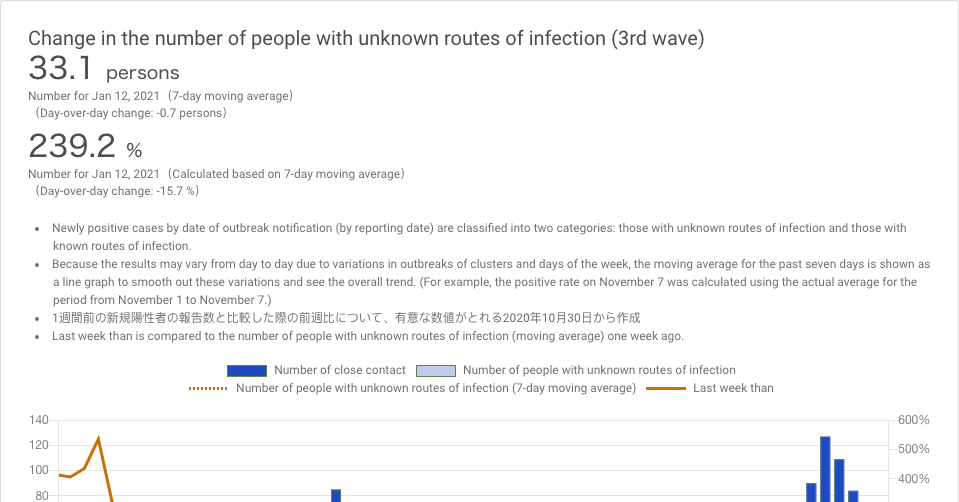 Change in the number of people with unknown routes of infection (3rd wave)
33.1 persons
Number for Jan 12, 2021（7-day moving average）
（Day-over-day change: -0.7 persons）
239.2 %
Number for Jan 12, 2021（Calculated based on 7-day moving average）
（Day-over-day change: -15.7 %）
• Newly positive cases by date of outbreak notification (by reporting date) are classified into two categories: those with unknown routes of infection and those with
known routes of infection.
• Because the results may vary from day to day due to variations in outbreaks of clusters and days of the week, the moving average for the past seven days is shown as
a line graph to smooth out these variations and see the overall trend. (For example, the positive rate on November 7 was calculated using the actual average for the
period from November 1 to November 7.)
• 1週間前の新規陽性者の報告数と比較した際の前週比について、有意な数値がとれる2020年10月30日から作成
• Last week than is compared to the number of people with unknown routes of infection (moving average) one week ago.
Number of close contact Number of people with unknown routes of infection
Number of people with unknown routes of infection (7-day moving average) Last week than
140 600%
120 500%
100 400%
80